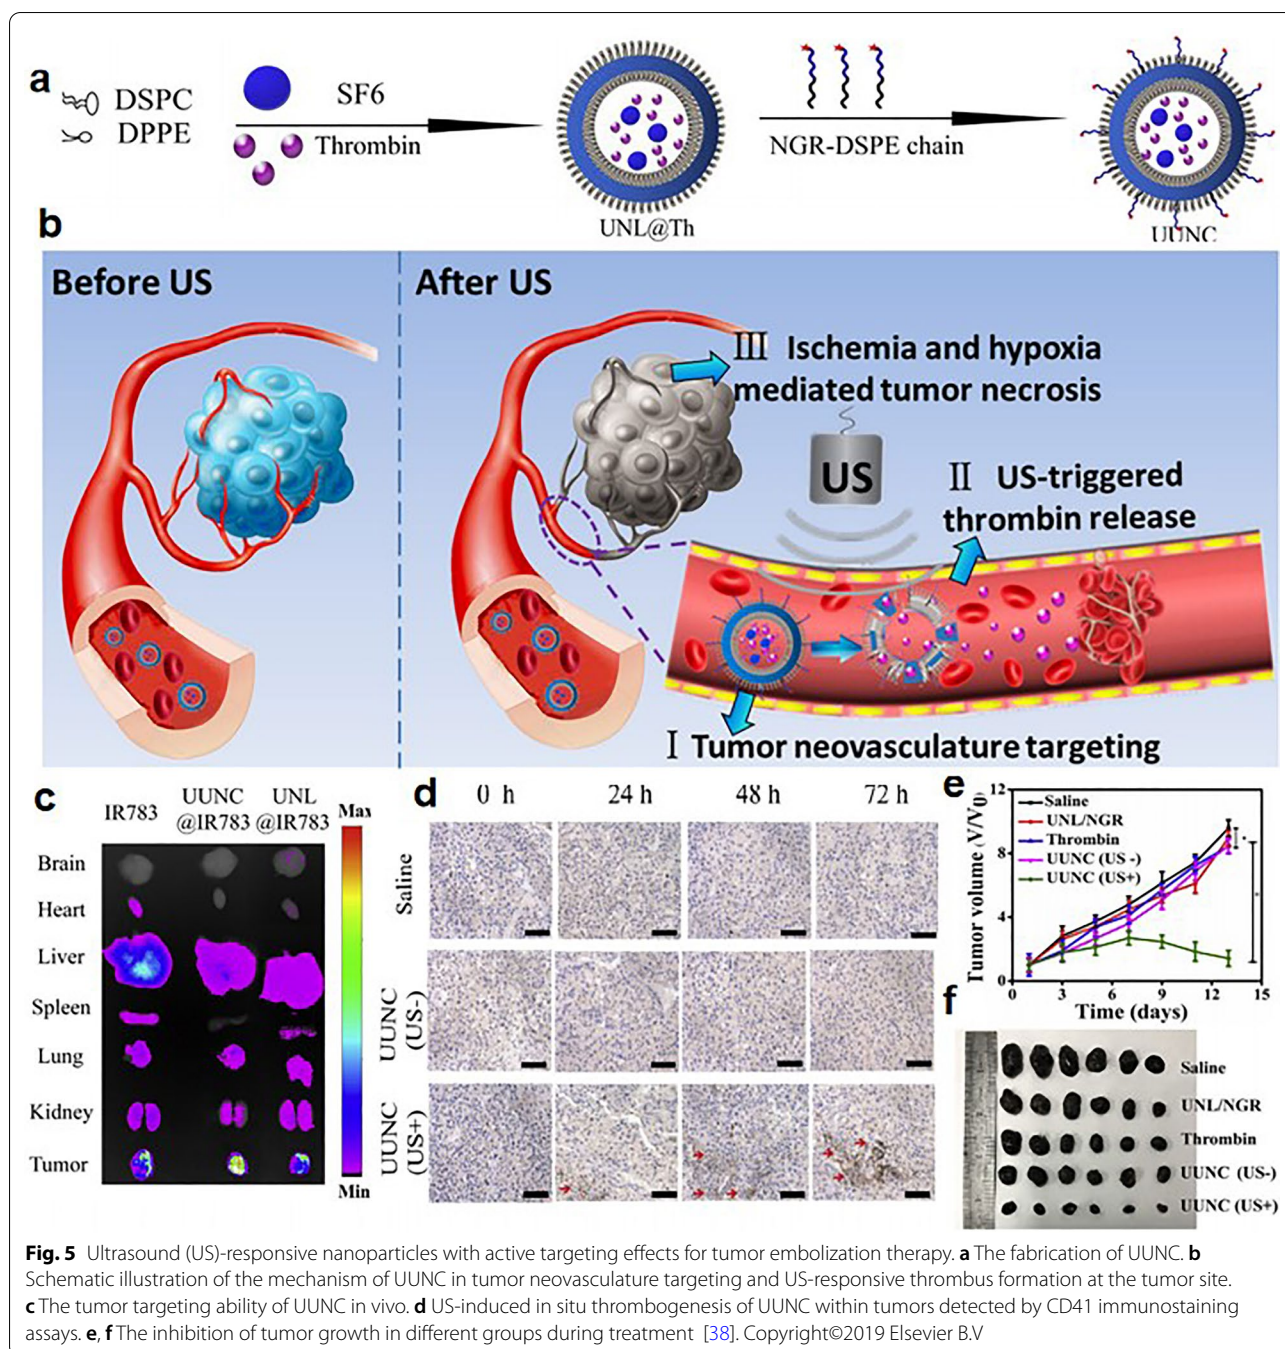 a
DSPC
DPPE
SF6
Thrombin
UNL@Th
NGR-DSPE chain
UUNC
b
Before US
After US
III Ischemia and hypoxia
mediated tumor necrosis
US
II US-triggered
thrombin release
I Tumor neovasculature targeting
c
IR783
UUNC
@IR783
UNL
@IR783
Max
Brain
Heart
Liver
Spleen
Lung
Kidney
Tumor
Min
d
0 h
24 h
48 h
72 h
Saline
UUNC
(US-)
UUNC
(US+)
e
Tumor volume (V/V0)
12
8
4
0
Saline
UNL/NGR
Thrombin
UUNC (US -)
UUNC (US+)
*
*
0
3
6
9
12
15
Time (days)
f
Saline
UNL/NGR
Thrombin
UUNC (US-)
UUNC (US+)
Fig. 5 Ultrasound (US)-responsive nanoparticles with active targeting effects for tumor embolization therapy. a The fabrication of UUNC. b
Schematic illustration of the mechanism of UUNC in tumor neovasculature targeting and US-responsive thrombus formation at the tumor site.
c The tumor targeting ability of UUNC in vivo. d US-induced in situ thrombogenesis of UUNC within tumors detected by CD41 immunostaining
assays. e, f The inhibition of tumor growth in different groups during treatment [38]. Copyright©2019 Elsevier B.V